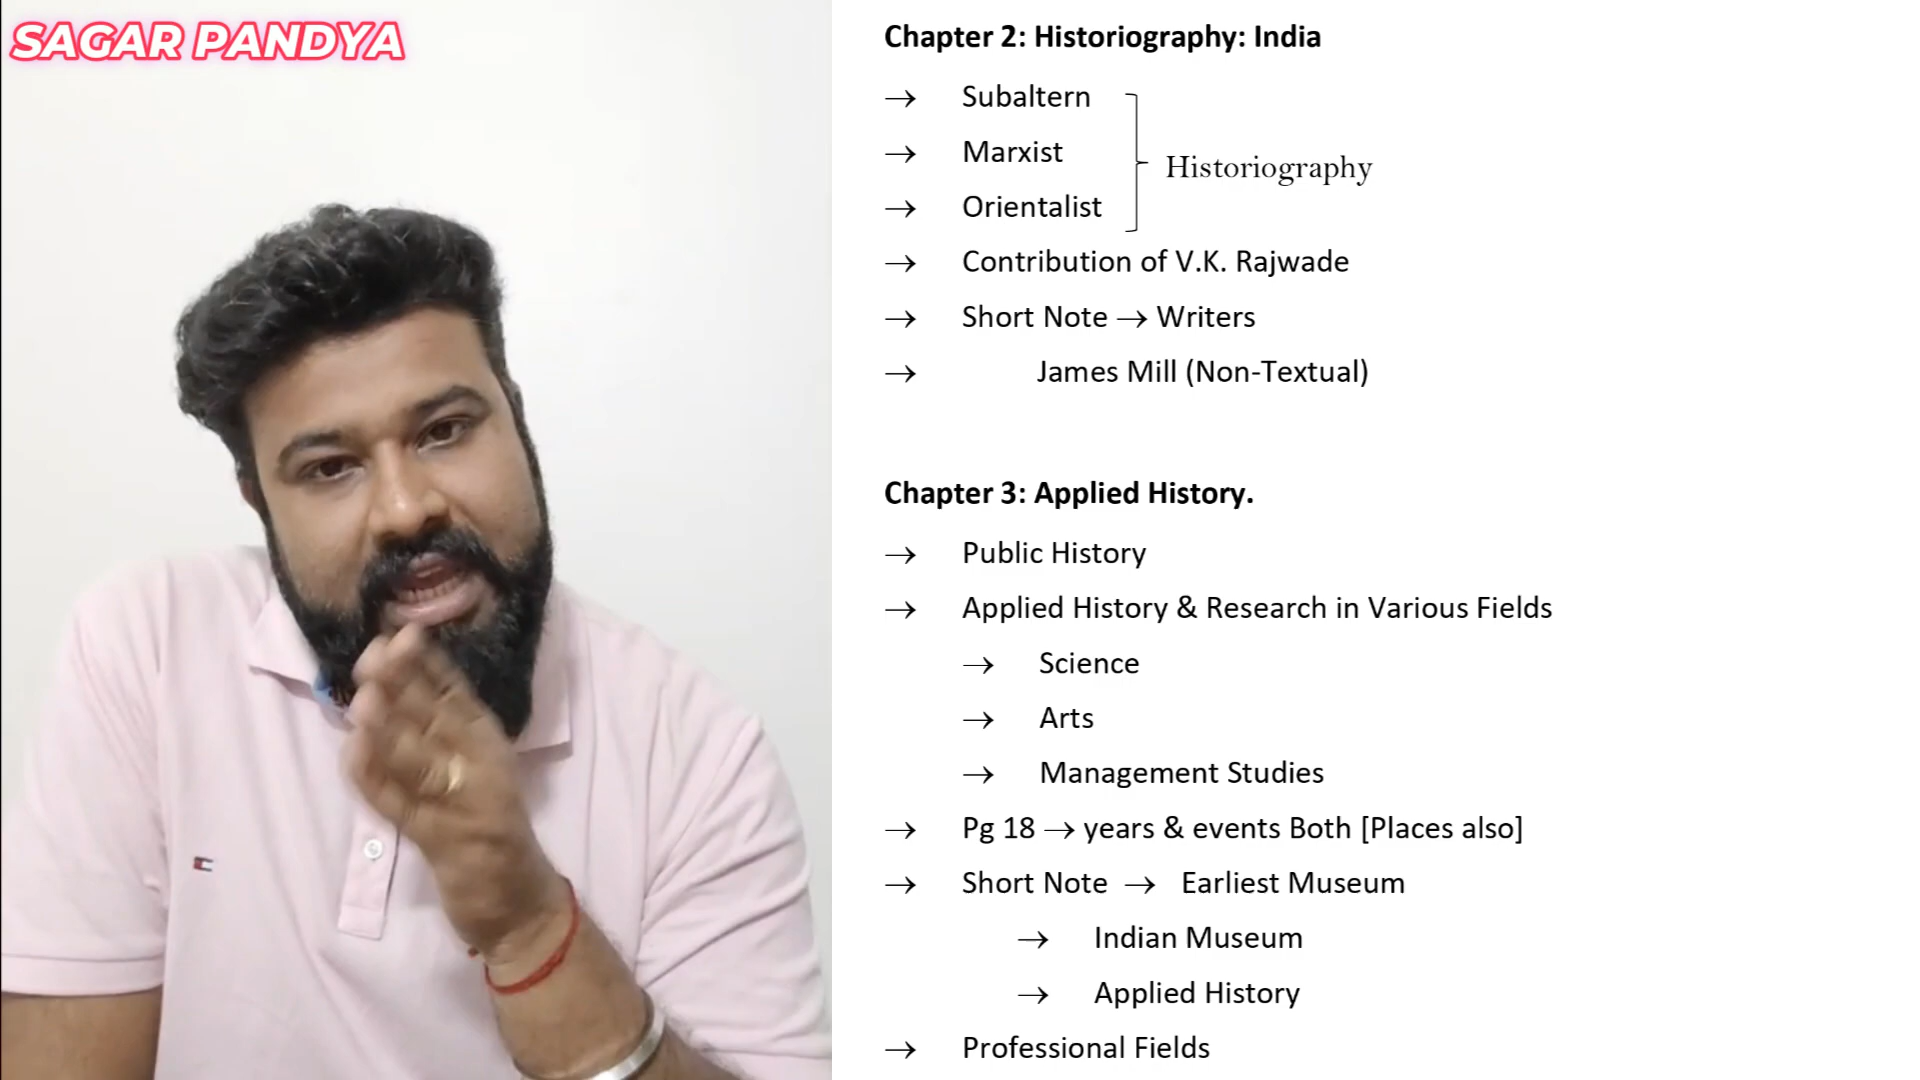 SAGAR PANDYA
Chapter 2: Historiography: India
→ Subaltern
→ Marxist
Historiography
→ Orientalist
→ Contribution of V.K. Rajwade
→ Short Note → Writers
→ James Mill (Non-Textual)
Chapter 3: Applied History.
→ Public History
→ Applied History & Research in Various Fields
→ Science
→ Arts
→ Management Studies
→ Pg 18 → years & events Both [Places also]
→ Short Note → Earliest Museum
→ Indian Museum
→ Applied History
→ Professional Fields